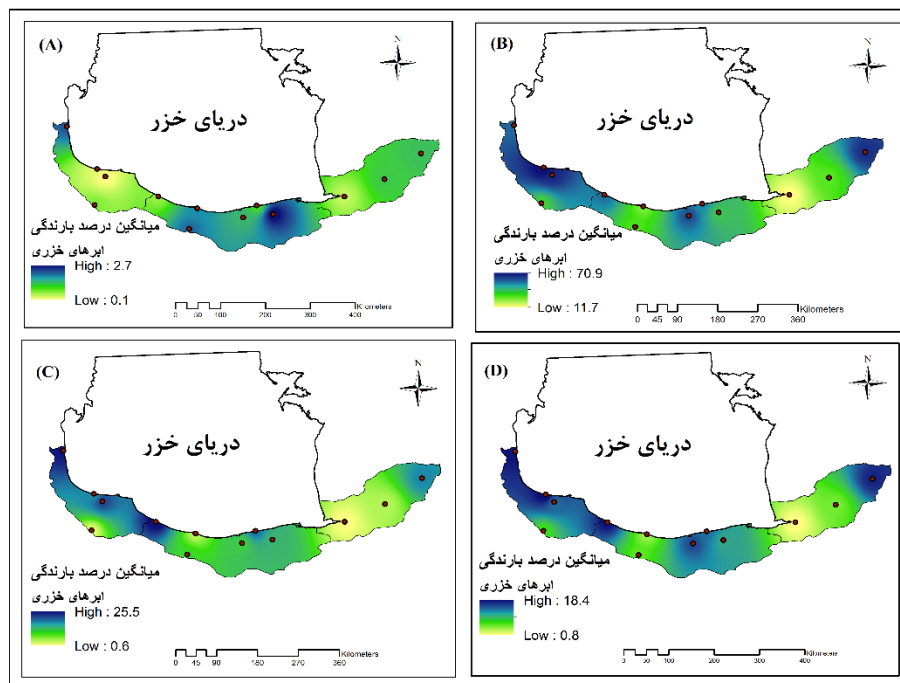 (A)
N
دریای خزر
میانگین درصد بارندگی
ابرهای خزری
High : 2.7
Low : 0.1
Kilometers
0 50 100 200 300 400
(B)
N
دریای خزر
میانگین درصد بارندگی
ابرهای خزری
High : 70.9
Low : 11.7
Kilometers
0 45 90 180 270 360
(C)
N
دریای خزر
میانگین درصد بارندگی
ابرهای خزری
High : 25.5
Low : 0.6
Kilometers
0 45 90 180 270 360
(D)
N
دریای خزر
میانگین درصد بارندگی
ابرهای خزری
High : 18.4
Low : 0.8
Kilometers
0 50 100 200 300 400